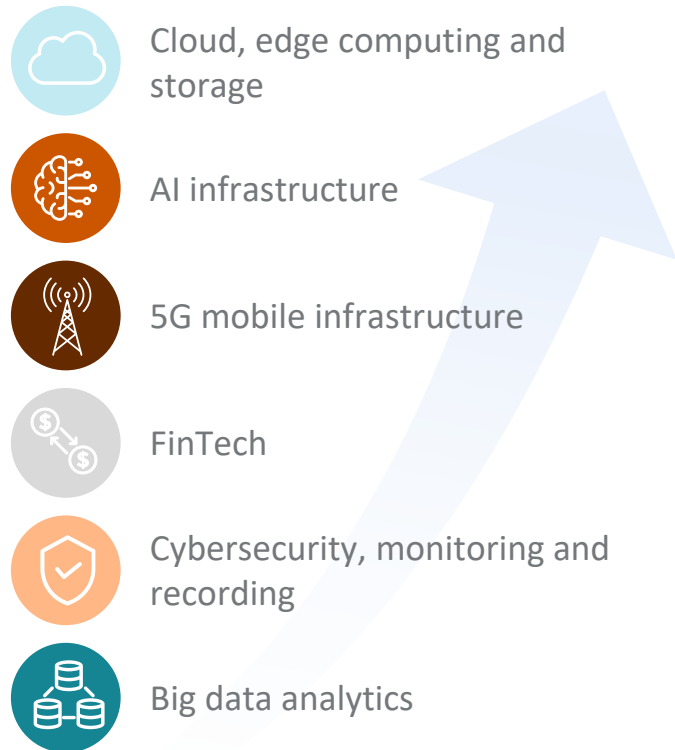 Cloud, edge computing and
storage
AI infrastructure
5G mobile infrastructure
$
$
FinTech
Cybersecurity, monitoring and
recording
Big data analytics